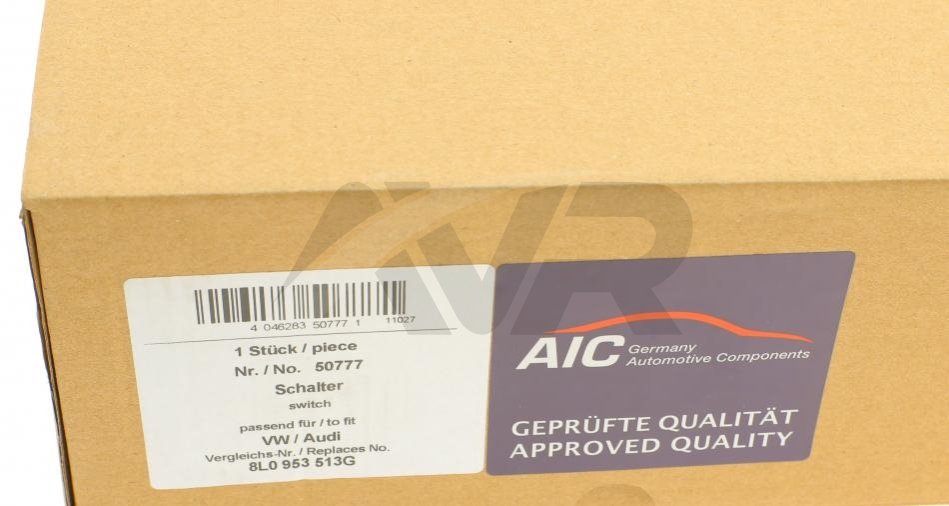 AVR
4 046283 50777 1 11027
1 Stück / piece
Nr. / No. 50777
Schalter
switch
passend für / to fit
VW / Audi
Vergleichs-Nr. / Replaces No.
8L0 953 513G
AIC Germany
Automotive Components
GEPRÜFTE QUALITÄT
APPROVED QUALITY